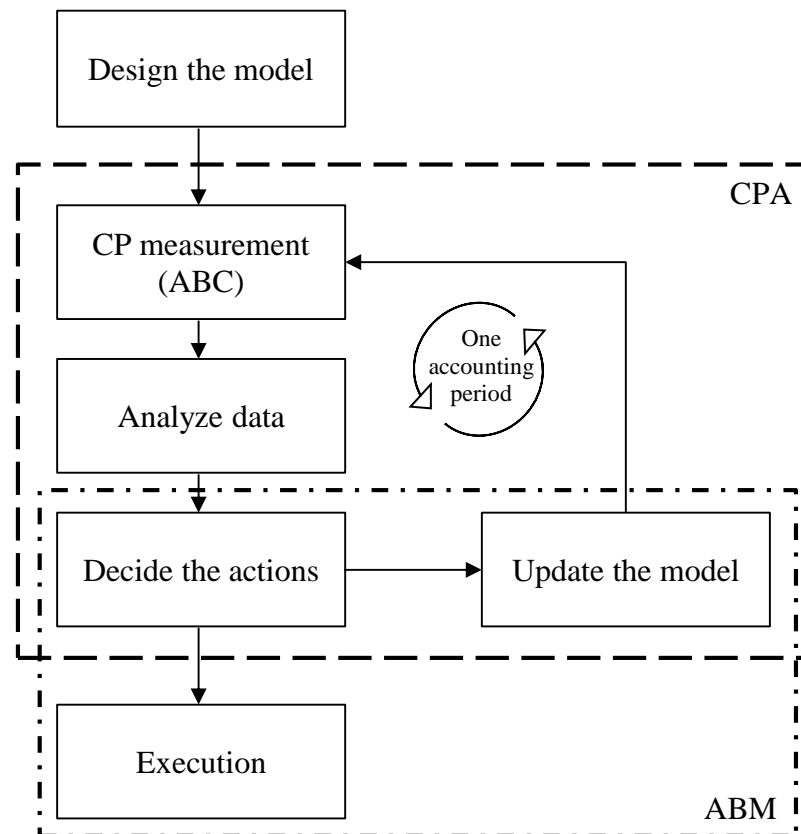 Design the model
CPA
CP measurement
(ABC)
One
accounting
period
Analyze data
Decide the actions
Update the model
Execution
ABM